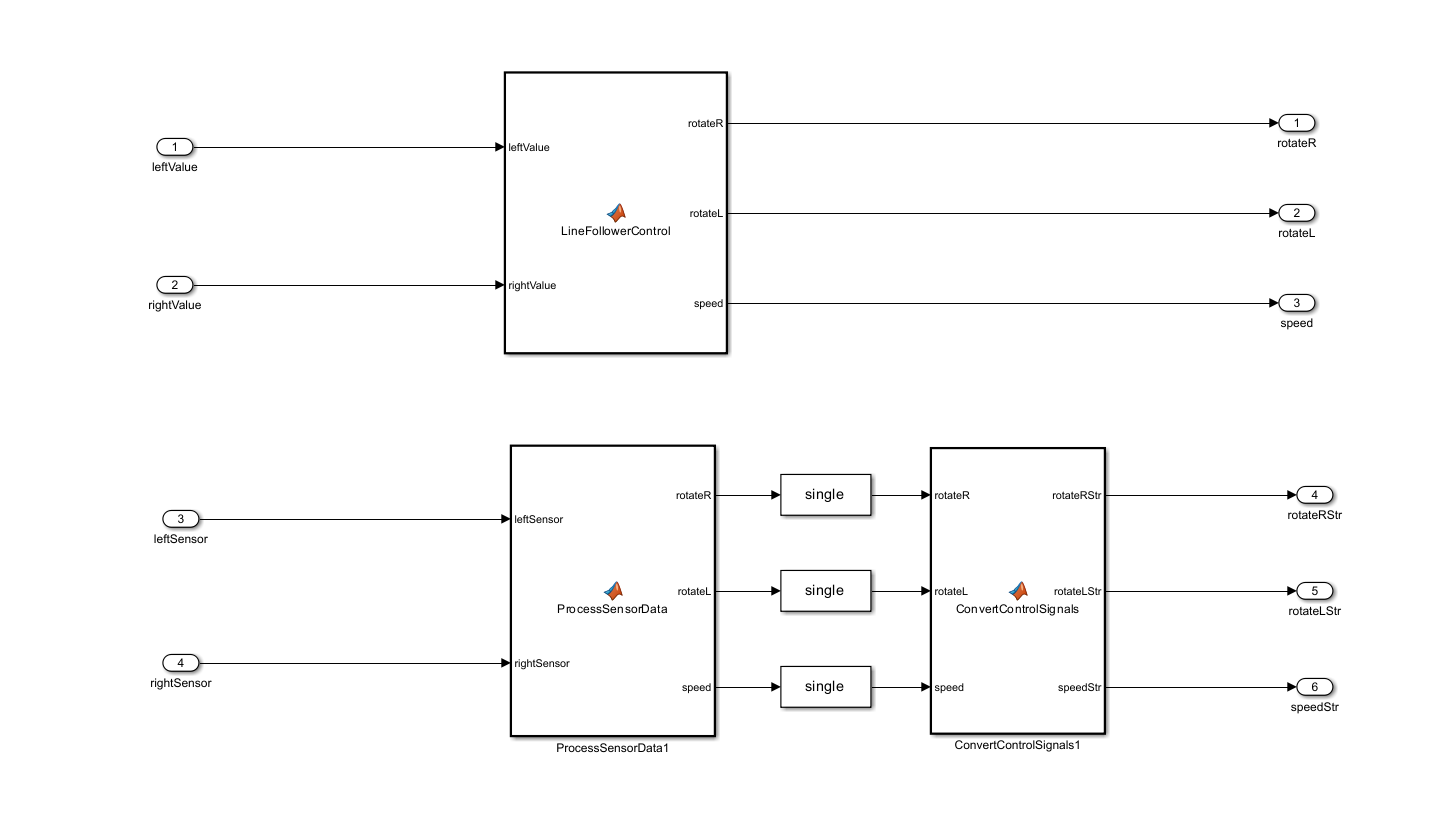 rotateR
1
rotateR
1
leftValue
leftValue
rotateL
2
rotateL
LineFollowerControl
2
rightValue
rightValue
speed
3
speed
rotateR
single
rotateR
rotateRStr
4
rotateRStr
3
leftSensor
leftSensor
rotateL
single
rotateL
rotateLStr
5
rotateLStr
ProcessSensorData
ConvertControlSignals
4
rightSensor
rightSensor
speed
single
speed
speedStr
6
speedStr
ProcessSensorData1
ConvertControlSignals1